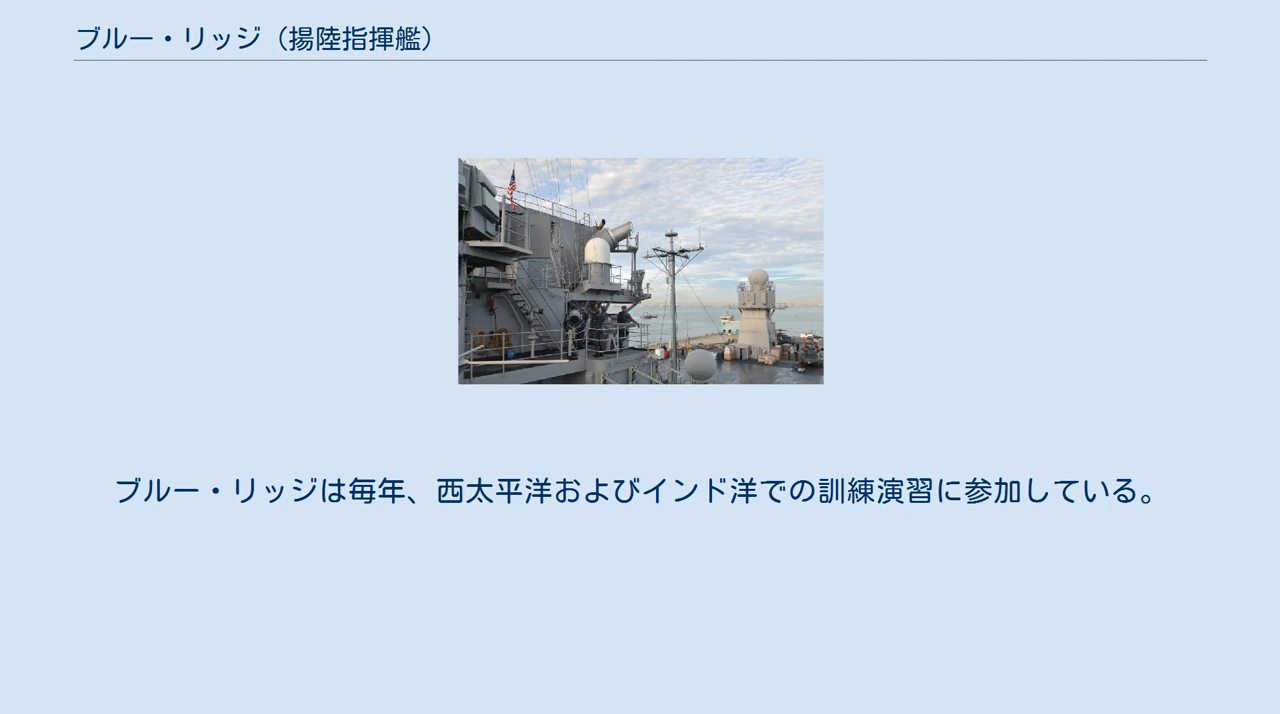 ブルー・リッジ（揚陸指揮艦）
ブルー・リッジは毎年、西太平洋およびインド洋での訓練演習に参加している。